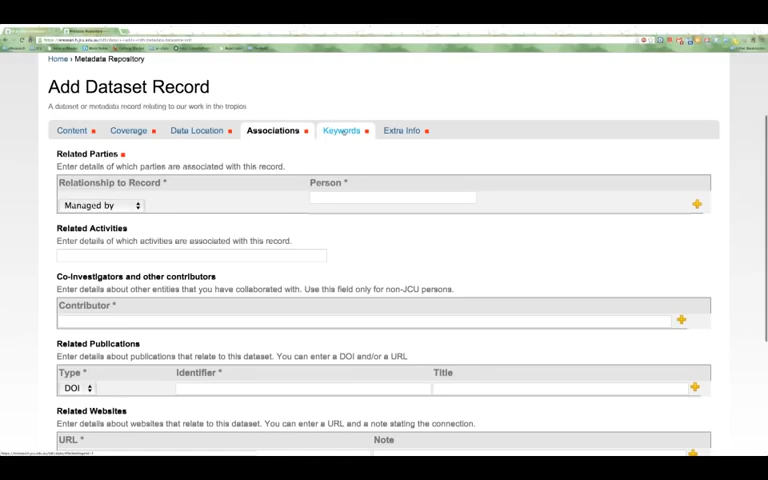 Home › Metadata Repository
Add Dataset Record
A dataset or metadata record relating to our work in the tropics
Content Coverage Data Location Associations Keywords Extra Info
Related Parties
Enter details of which parties are associated with this record.
Relationship to Record * Person *
Managed by
Related Activities
Enter details of which activities are associated with this record.
Co-Investigators and other contributors
Enter details about other entities that you have collaborated with. Use this field only for non-JCU persons.
Contributor *
Related Publications
Enter details about publications that relate to this dataset. You can enter a DOI and/or a URL
Type * Identifier * Title
DOI
Related Websites
Enter details about websites that relate to this dataset. You can enter a URL and a note stating the connection.
URL * Note